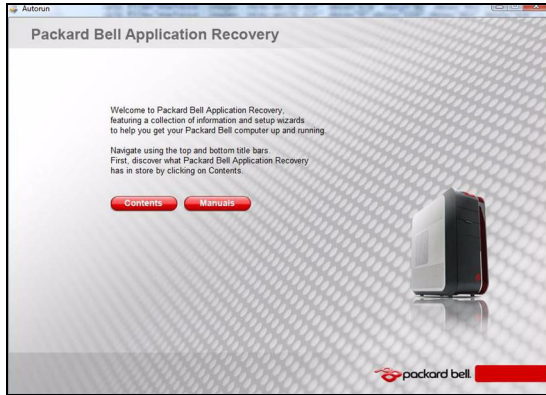 Autorun
Packard Bell Application Recovery
Welcome to Packard Bell Application Recovery,
featuring a collection of information and setup wizards
to help you get your Packard Bell computer up and running.
Navigate using the top and bottom title bars.
First, discover what Packard Bell Application Recovery
has in store by clicking on Contents.
Contents Manuals
packard bell.